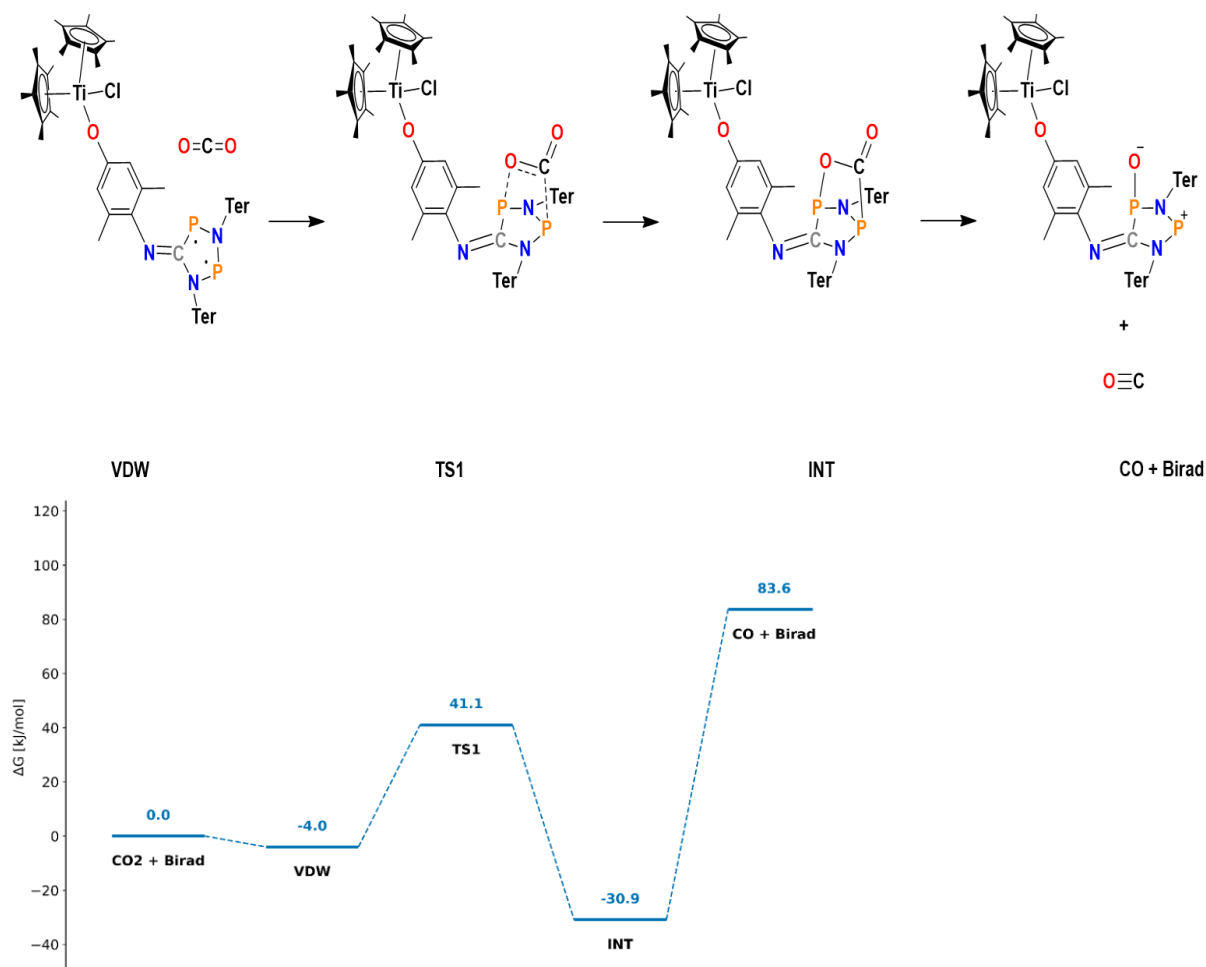 Ti Cl
O
O=C=O
Ter
P
N
N=C
P
N
Ter
Ti Cl
O
O
O C
Ter
P N
P
N C
N
Ter
Ti Cl
O
O
O C
Ter
P N
P
N C
N
Ter
Ti Cl
O
O−
Ter
P N
P+
N C
N
Ter
+
O≡C
VDW TS1 INT CO + Birad
ΔG [kJ/mol]
120
100
80
60
40
20
0
−20
−40
0.0
CO2 + Birad
-4.0
VDW
41.1
TS1
-30.9
INT
83.6
CO + Birad